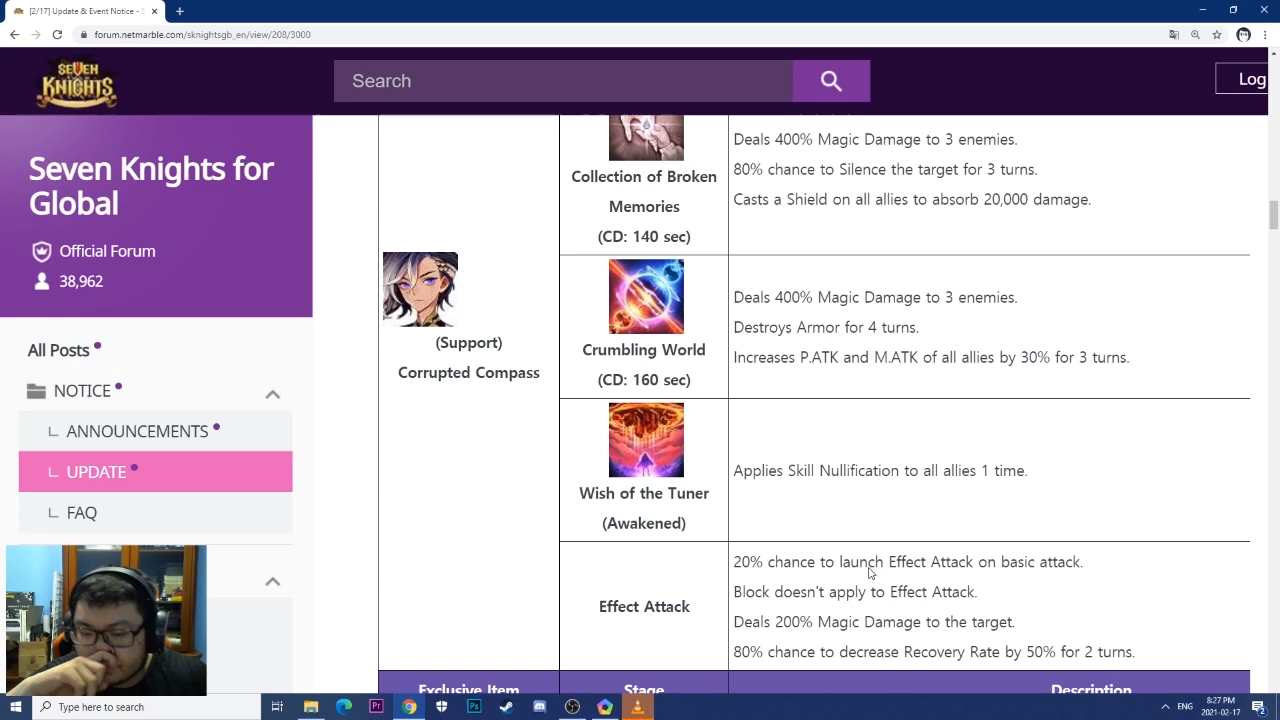 [2/17] Update & Event Notice - S
forum.netmarble.com/sknightsgb_en/view/208/3000
SEVEN KNIGHTS
Search
Log
Seven Knights for
Global
Official Forum
38,962
All Posts
NOTICE
ANNOUNCEMENTS
UPDATE
FAQ
(Support)
Corrupted Compass
Collection of Broken
Memories
(CD: 140 sec)
Deals 400% Magic Damage to 3 enemies.
80% chance to Silence the target for 3 turns.
Casts a Shield on all allies to absorb 20,000 damage.
Crumbling World
(CD: 160 sec)
Deals 400% Magic Damage to 3 enemies.
Destroys Armor for 4 turns.
Increases P.ATK and M.ATK of all allies by 30% for 3 turns.
Wish of the Tuner
(Awakened)
Applies Skill Nullification to all allies 1 time.
Effect Attack
20% chance to launch Effect Attack on basic attack.
Block doesn't apply to Effect Attack.
Deals 200% Magic Damage to the target.
80% chance to decrease Recovery Rate by 50% for 2 turns.
Exclusive Item
Stage
Description
Type here to search
ENG
8:27 PM
2021-02-17